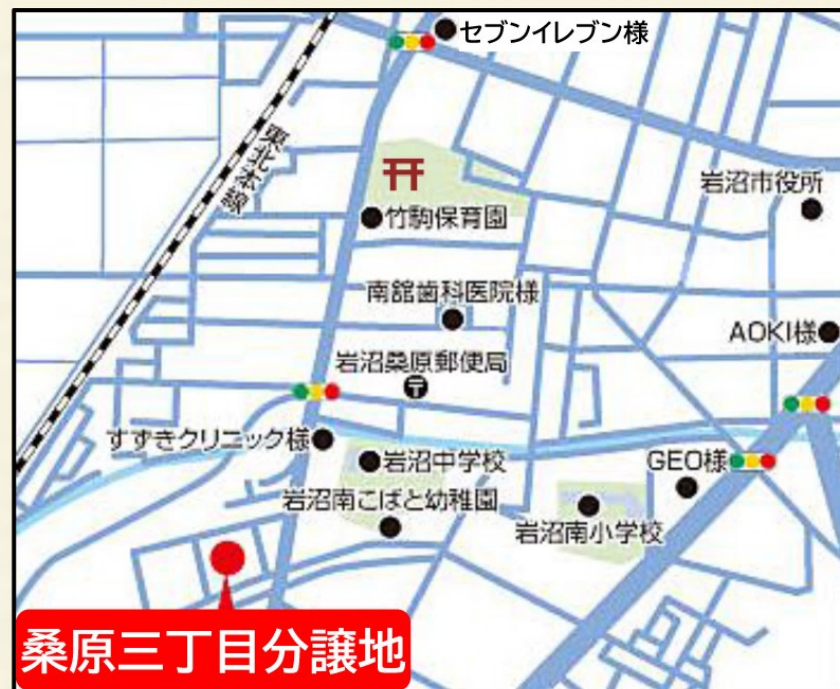 セブンイレブン様
東北本線
岩沼市役所
竹駒保育園
南舘歯科医院様
AOKI様
岩沼桑原郵便局
すずきクリニック様
岩沼中学校
GEO様
岩沼南こばと幼稚園
岩沼南小学校
桑原三丁目分譲地